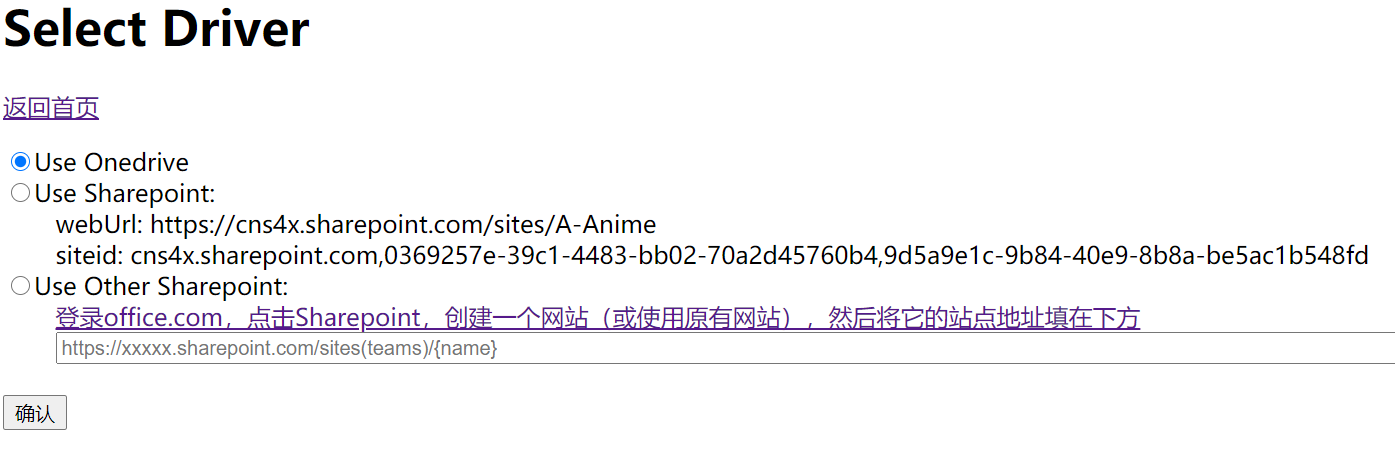 Select Driver
返回首页
Use Onedrive
Use Sharepoint:
webUrl: https://cns4x.sharepoint.com/sites/A-Anime
siteid: cns4x.sharepoint.com,0369257e-39c1-4483-bb02-70a2d45760b4,9d5a9e1c-9b84-40e9-8b8a-be5ac1b548fd
Use Other Sharepoint:
登录office.com，点击Sharepoint，创建一个网站（或使用原有网站），然后将它的站点地址填在下方
https://xxxxx.sharepoint.com/sites(teams)/{name}
确认